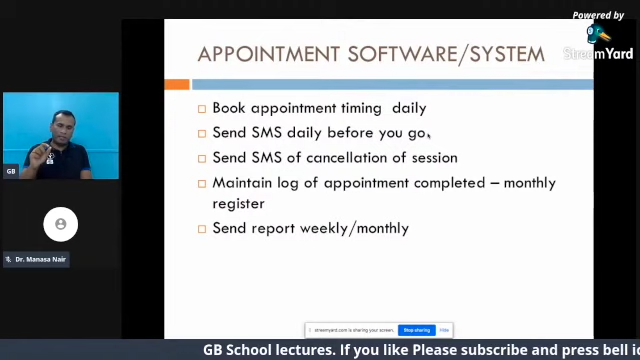 Powered by
StreamYard
APPOINTMENT SOFTWARE/SYSTEM
Book appointment timing daily
Send SMS daily before you go.
Send SMS of cancellation of session
Maintain log of appointment completed – monthly
register
Send report weekly/monthly
GB
Dr. Manasa Nair
streamyard.com is sharing your screen.
Stop sharing
Hide
GB School lectures. If you like Please subscribe and press bell ic